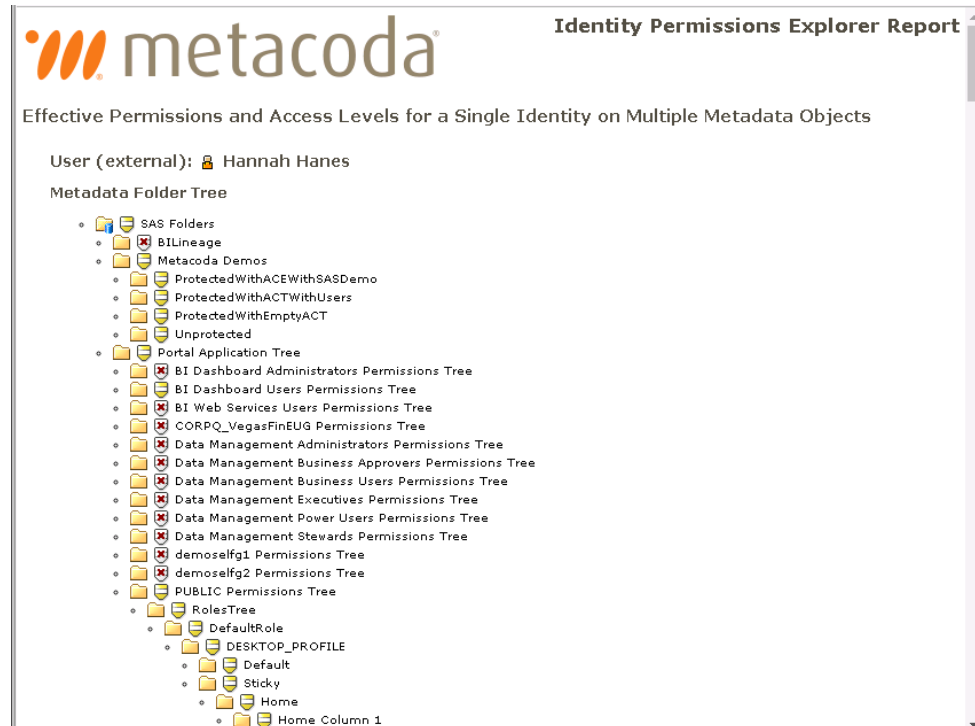 metacoda
Identity Permissions Explorer Report
Effective Permissions and Access Levels for a Single Identity on Multiple Metadata Objects
User (external): Hannah Hanes
Metadata Folder Tree
SAS Folders
BILineage
Metacoda Demos
ProtectedWithACEWithSASDemo
ProtectedWithACTWithUsers
ProtectedWithEmptyACT
Unprotected
Portal Application Tree
BI Dashboard Administrators Permissions Tree
BI Dashboard Users Permissions Tree
BI Web Services Users Permissions Tree
CORPQ_VegasFinEUG Permissions Tree
Data Management Administrators Permissions Tree
Data Management Business Approvers Permissions Tree
Data Management Business Users Permissions Tree
Data Management Executives Permissions Tree
Data Management Power Users Permissions Tree
Data Management Stewards Permissions Tree
demoselfg1 Permissions Tree
demoselfg2 Permissions Tree
PUBLIC Permissions Tree
RolesTree
DefaultRole
DESKTOP_PROFILE
Default
Sticky
Home
Home Column 1